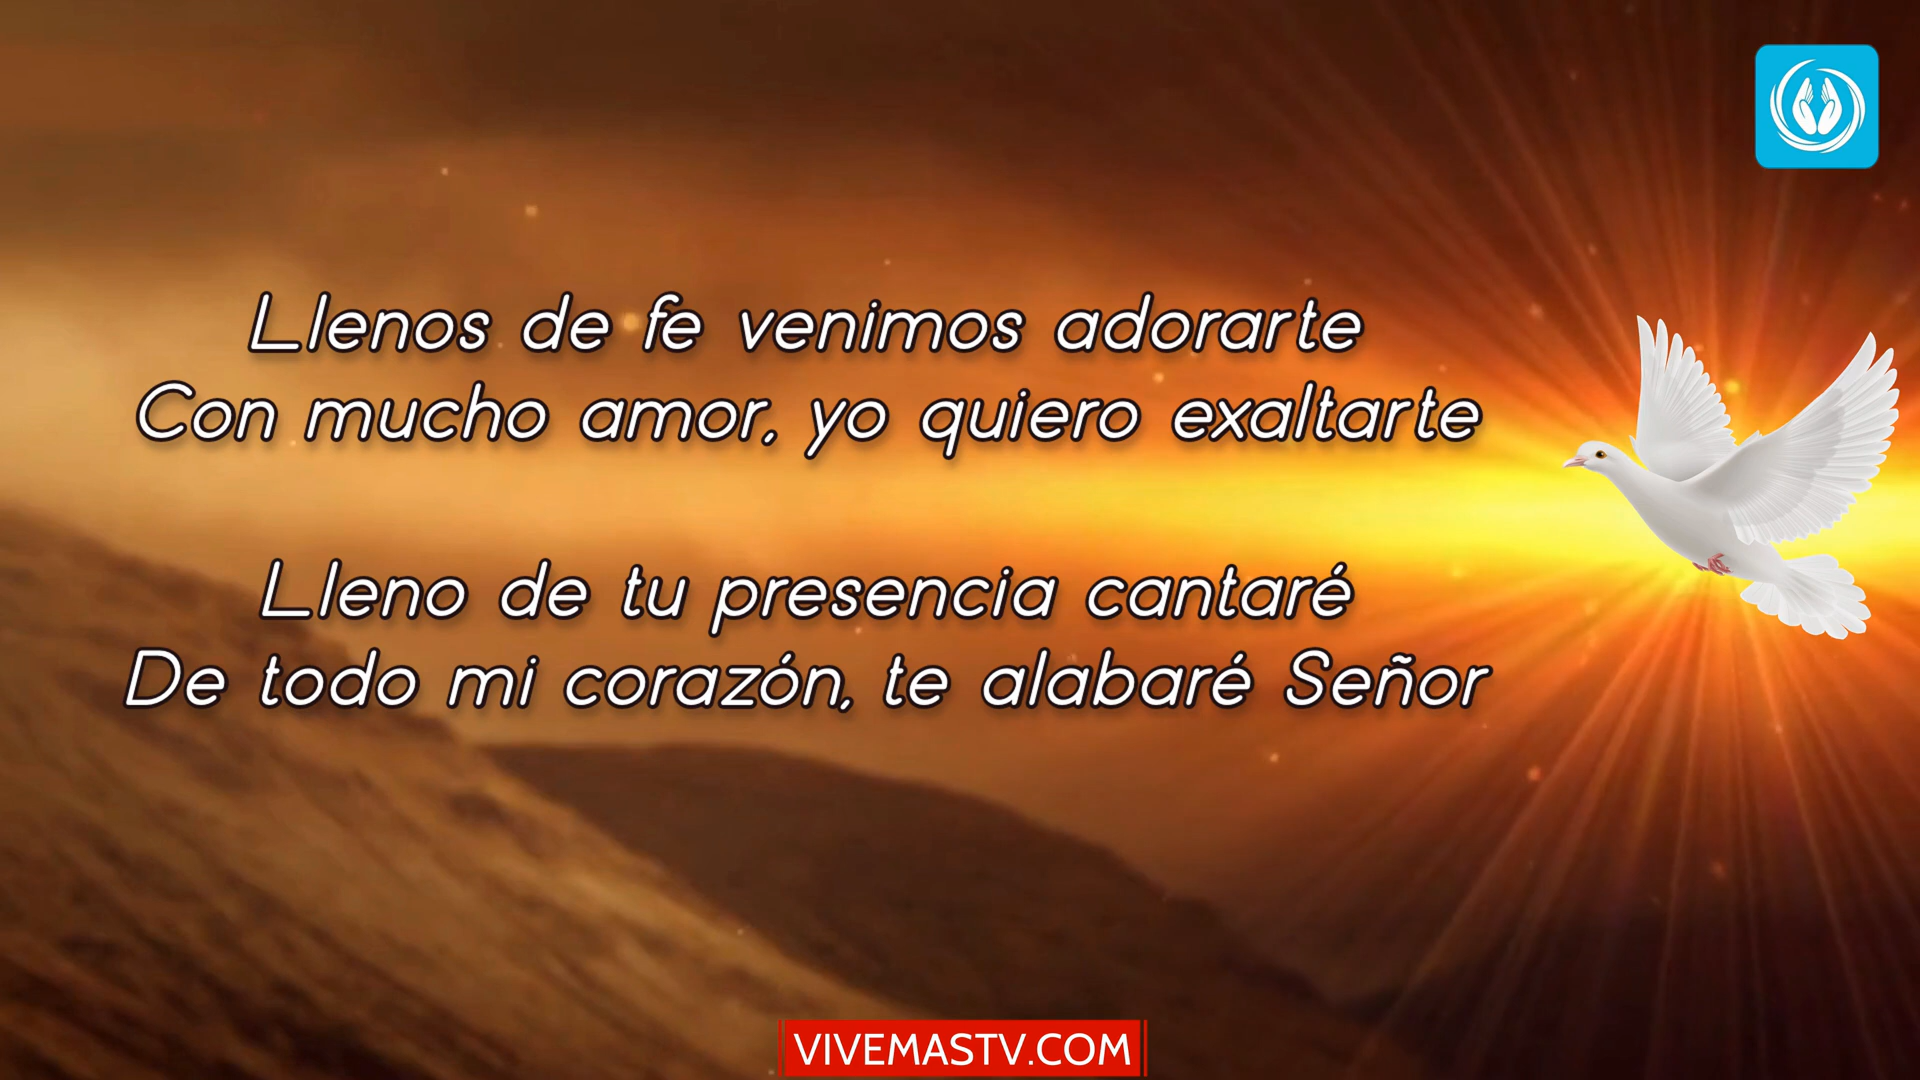 Llenos de fe venimos adorarte
Con mucho amor, yo quiero exaltarte
Lleno de tu presencia cantaré
De todo mi corazón, te alabaré Señor
VIVEMASTV.COM